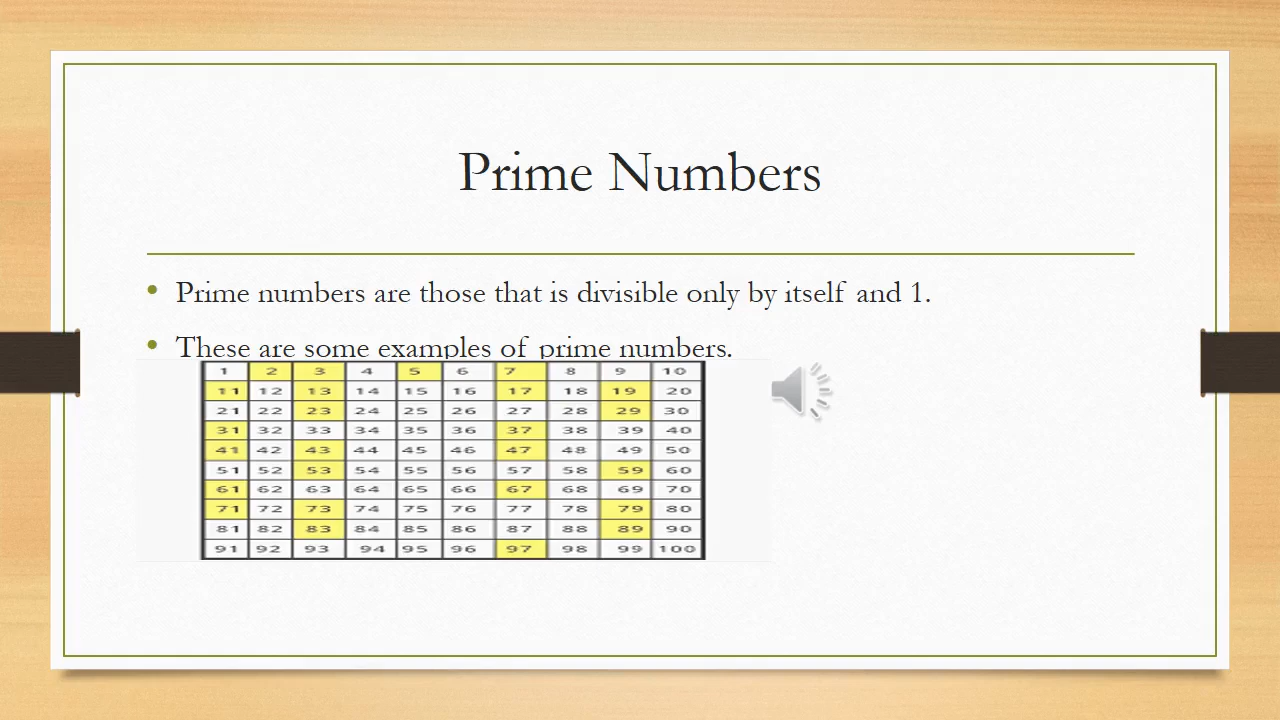 Prime Numbers
• Prime numbers are those that is divisible only by itself and 1.
• These are some examples of prime numbers.
1 2 3 4 5 6 7 8 9 10
11 12 13 14 15 16 17 18 19 20
21 22 23 24 25 26 27 28 29 30
31 32 33 34 35 36 37 38 39 40
41 42 43 44 45 46 47 48 49 50
51 52 53 54 55 56 57 58 59 60
61 62 63 64 65 66 67 68 69 70
71 72 73 74 75 76 77 78 79 80
81 82 83 84 85 86 87 88 89 90
91 92 93 94 95 96 97 98 99 100